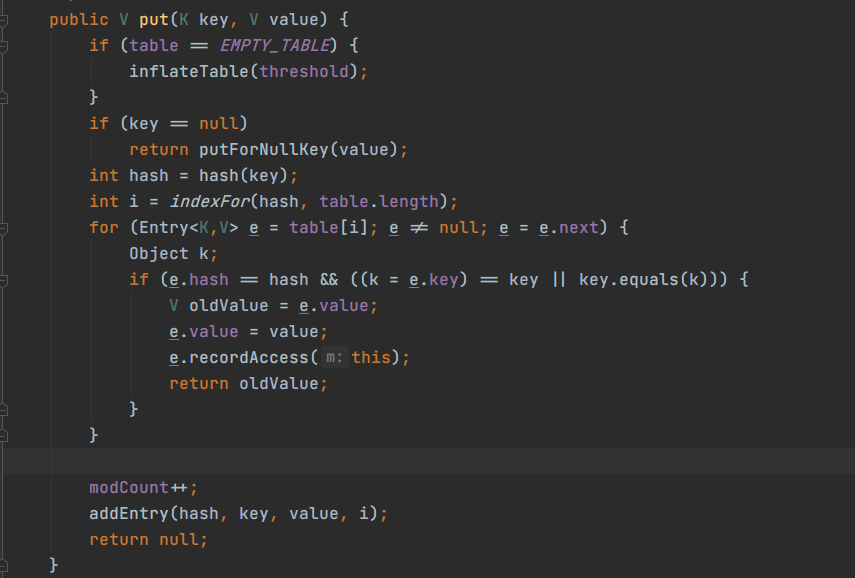 public V put(K key, V value) {
    if (table == EMPTY_TABLE) {
        inflateTable(threshold);
    }
    if (key == null)
        return putForNullKey(value);
    int hash = hash(key);
    int i = indexFor(hash, table.length);
    for (Entry<K,V> e = table[i]; e != null; e = e.next) {
        Object k;
        if (e.hash == hash && ((k = e.key) == key || key.equals(k))) {
            V oldValue = e.value;
            e.value = value;
            e.recordAccess( m: this);
            return oldValue;
        }
    }

    modCount++;
    addEntry(hash, key, value, i);
    return null;
}